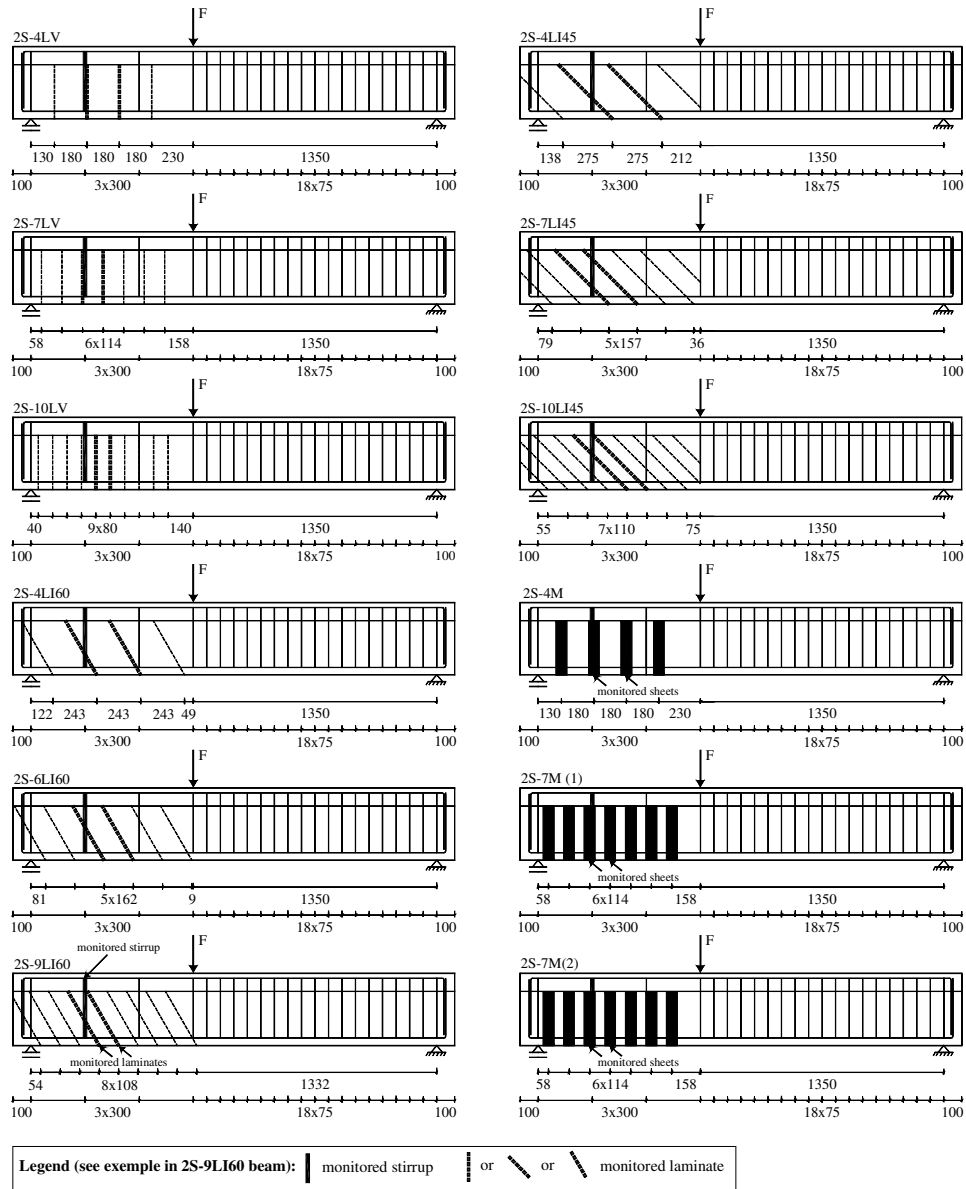 F
2S-4LV
130 180 180 180 230 1350
100 3x300 18x75 100
F
2S-7LV
58 6x114 158 1350
100 3x300 18x75 100
F
2S-10LV
40 9x80 140 1350
100 3x300 18x75 100
F
2S-4LI60
122 243 243 243 49 1350
100 3x300 18x75 100
F
2S-6LI60
81 5x162 9 1350
100 3x300 18x75 100
F
monitored stirrup
2S-9LI60
monitored laminates
54 8x108 1332
100 3x300 18x75 100
F
2S-4LI45
138 275 275 212 1350
100 3x300 18x75 100
F
2S-7LI45
79 5x157 36 1350
100 3x300 18x75 100
F
2S-10LI45
55 7x110 75 1350
100 3x300 18x75 100
F
2S-4M
monitored sheets
130 180 180 180 230 1350
100 3x300 18x75 100
F
2S-7M (1)
monitored sheets
58 6x114 158 1350
100 3x300 18x75 100
F
2S-7M(2)
monitored sheets
58 6x114 158 1350
100 3x300 18x75 100
Legend (see exemple in 2S-9LI60 beam): monitored stirrup or or monitored laminate